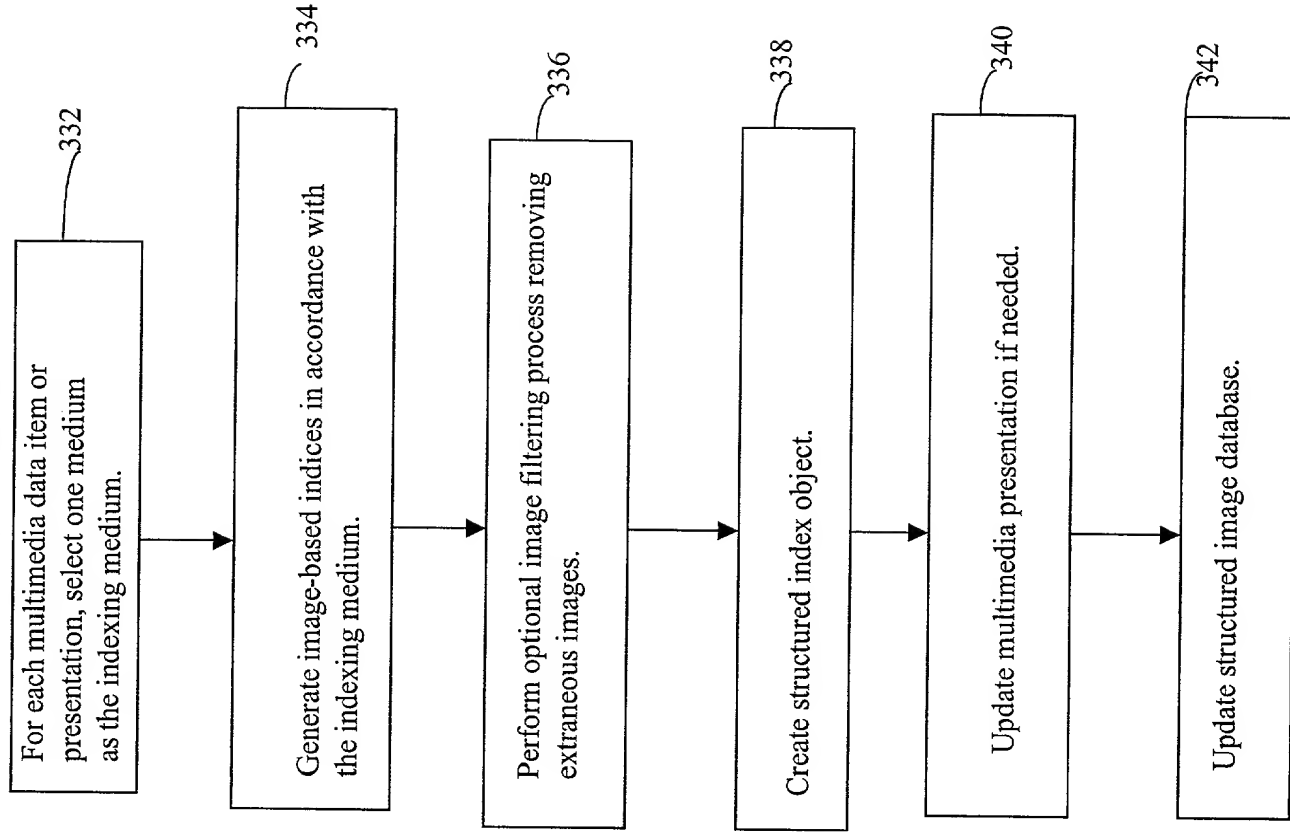 332
For each multimedia data item or
presentation, select one medium
as the indexing medium.
334
Generate image-based indices in accordance with
the indexing medium.
336
Perform optional image filtering process removing
extraneous images.
338
Create structured index object.
340
Update multimedia presentation if needed.
342
Update structured image database.